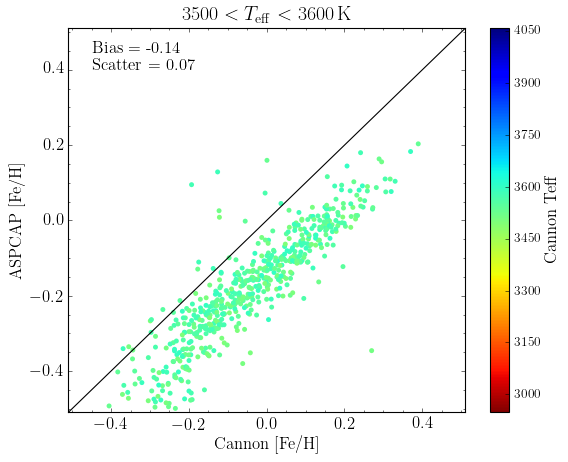 3500 < T_eff < 3600 K
Bias = -0.14
Scatter = 0.07
ASPCAP [Fe/H]
0.4
0.2
0.0
−0.2
−0.4
−0.4 −0.2 0.0 0.2 0.4
Cannon [Fe/H]
4050
3900
3750
3600
3450
3300
3150
3000
Cannon Teff